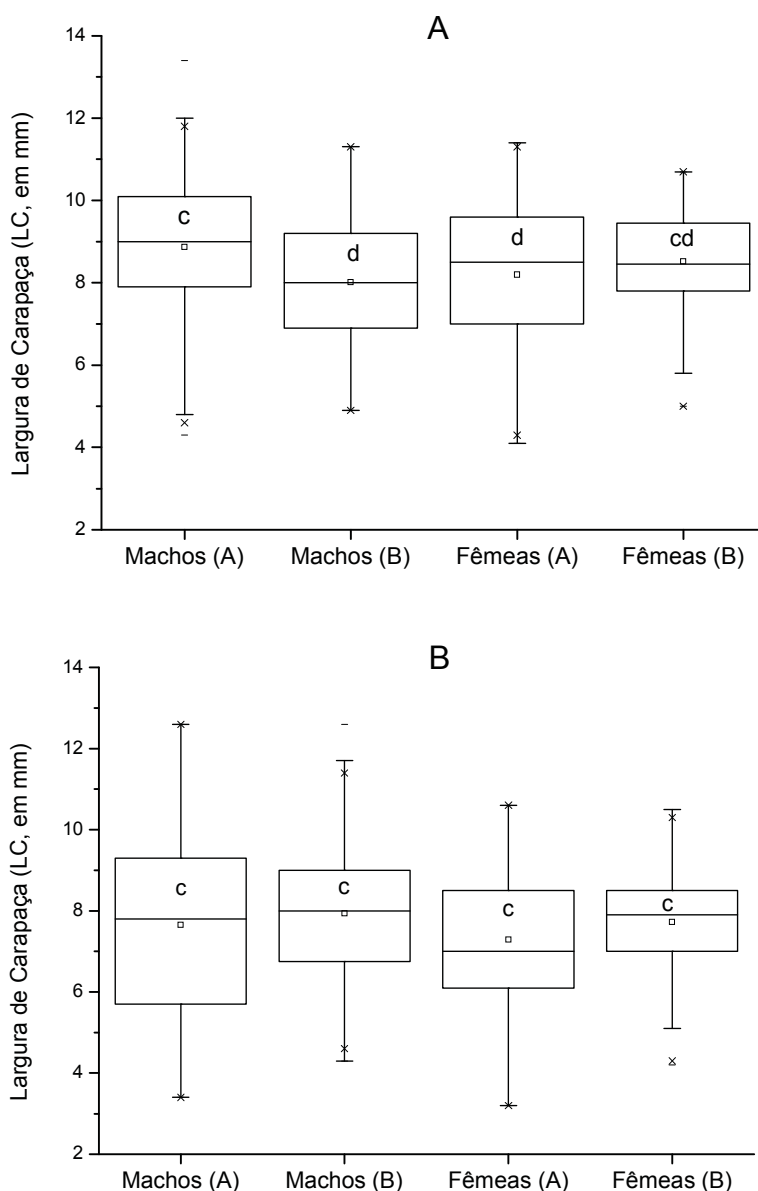 A
Largura de Carapaça (LC, em mm)
14
12
10
8
6
4
2
c
d
d
cd
Machos (A)
Machos (B)
Fêmeas (A)
Fêmeas (B)
B
Largura de Carapaça (LC, em mm)
14
12
10
8
6
4
2
c
c
c
c
Machos (A)
Machos (B)
Fêmeas (A)
Fêmeas (B)